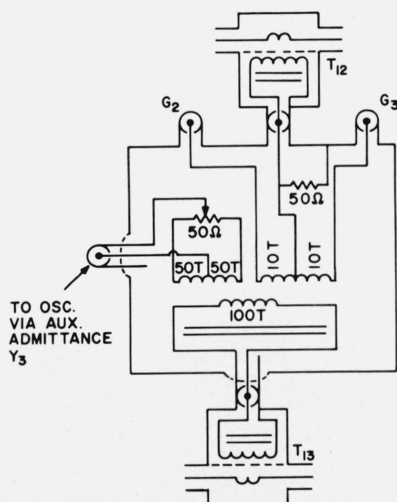 T12
G2
G3
50Ω
50Ω
50T 50T
10T 10T
100T
TO OSC.
VIA AUX.
ADMITTANCE
Y3
T13